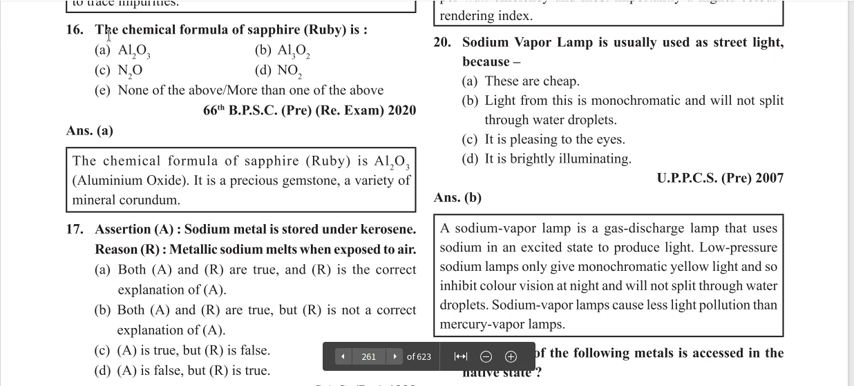 to trace impurities.
16. The chemical formula of sapphire (Ruby) is :
(a) Al₂O₃
(b) Al₃O₂
(c) N₂O
(d) NO₂
(e) None of the above/More than one of the above
66ᵗʰ B.P.S.C. (Pre) (Re. Exam) 2020
Ans. (a)
The chemical formula of sapphire (Ruby) is Al₂O₃
(Aluminium Oxide). It is a precious gemstone, a variety of
mineral corundum.
17. Assertion (A) : Sodium metal is stored under kerosene.
Reason (R) : Metallic sodium melts when exposed to air.
(a) Both (A) and (R) are true, and (R) is the correct
explanation of (A).
(b) Both (A) and (R) are true, but (R) is not a correct
explanation of (A).
(c) (A) is true, but (R) is false.
(d) (A) is false, but (R) is true.
rendering index.
20. Sodium Vapor Lamp is usually used as street light,
because –
(a) These are cheap.
(b) Light from this is monochromatic and will not split
through water droplets.
(c) It is pleasing to the eyes.
(d) It is brightly illuminating.
U.P.P.C.S. (Pre) 2007
Ans. (b)
A sodium-vapor lamp is a gas-discharge lamp that uses
sodium in an excited state to produce light. Low-pressure
sodium lamps only give monochromatic yellow light and so
inhibit colour vision at night and will not split through water
droplets. Sodium-vapor lamps cause less light pollution than
mercury-vapor lamps.
of the following metals is accessed in the
native state ?
261 of 623